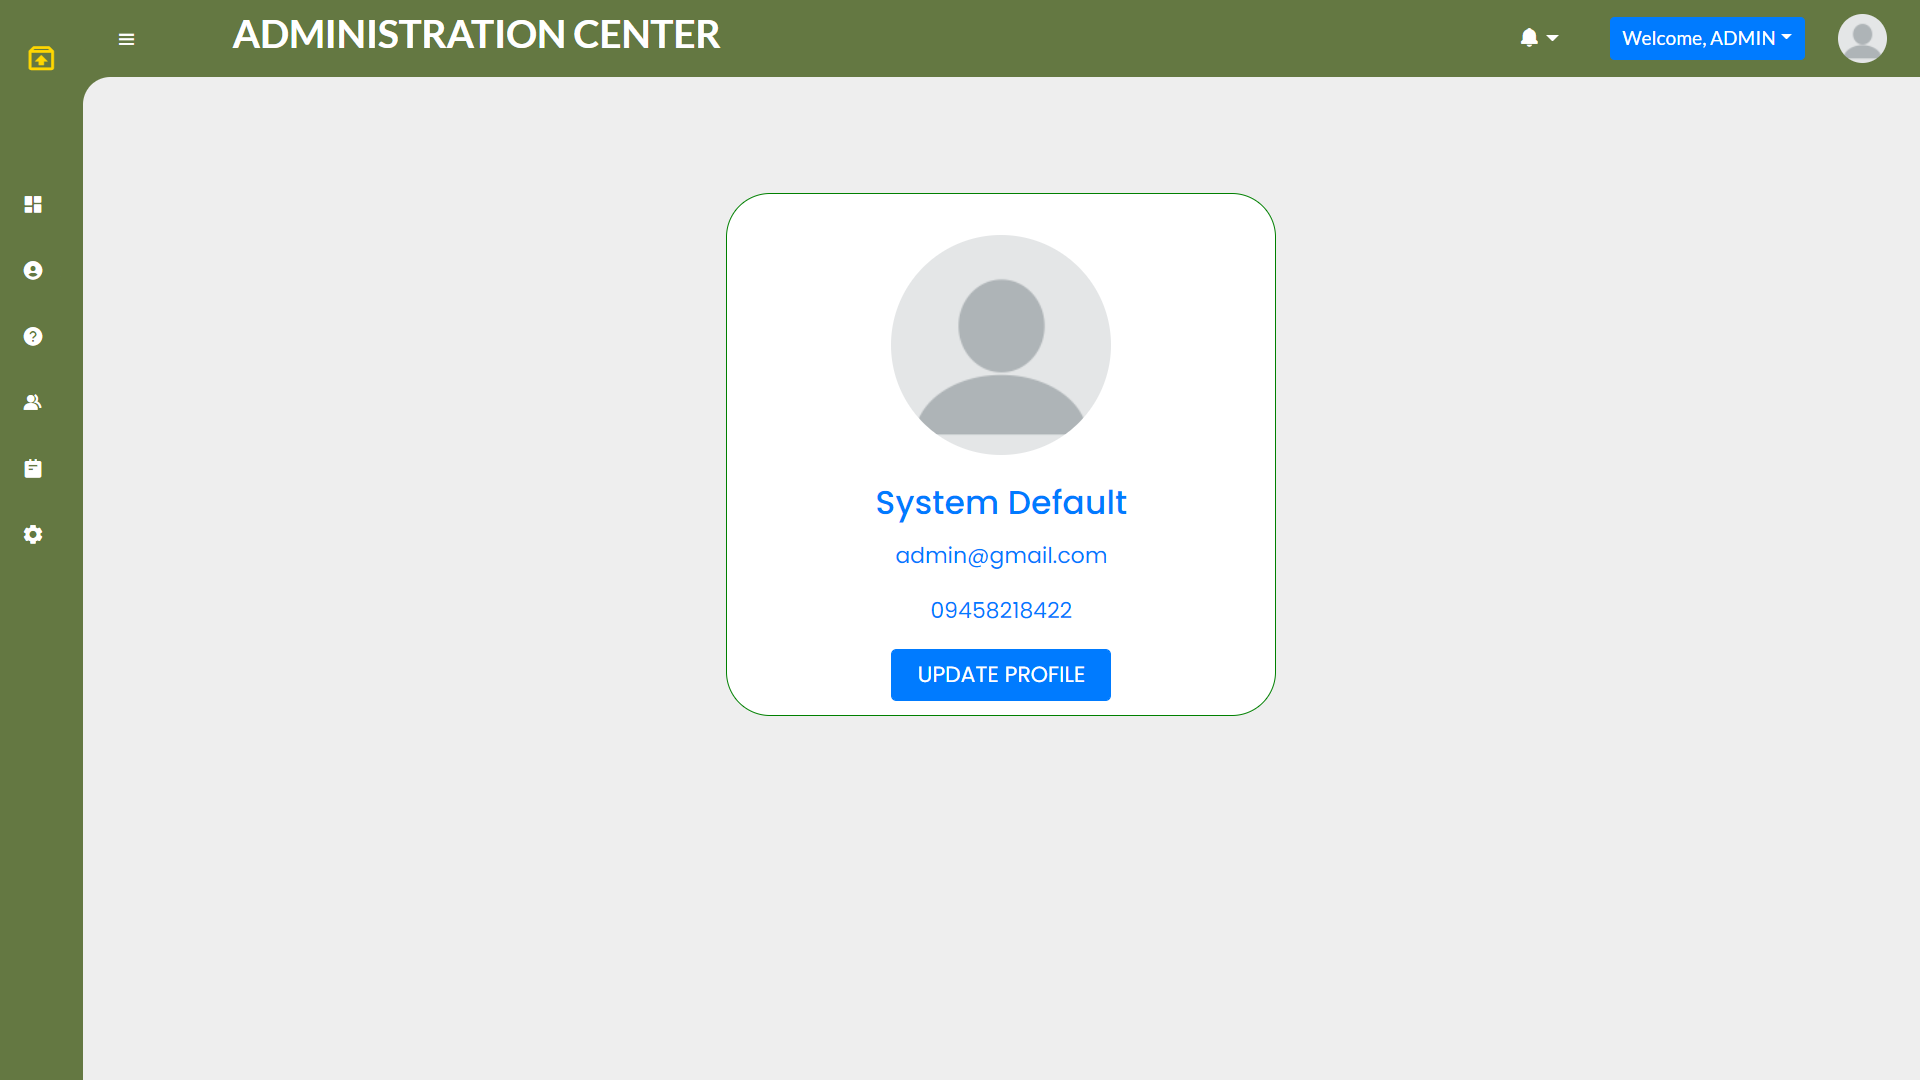 ADMINISTRATION CENTER
Welcome, ADMIN
System Default
admin@gmail.com
09458218422
UPDATE PROFILE